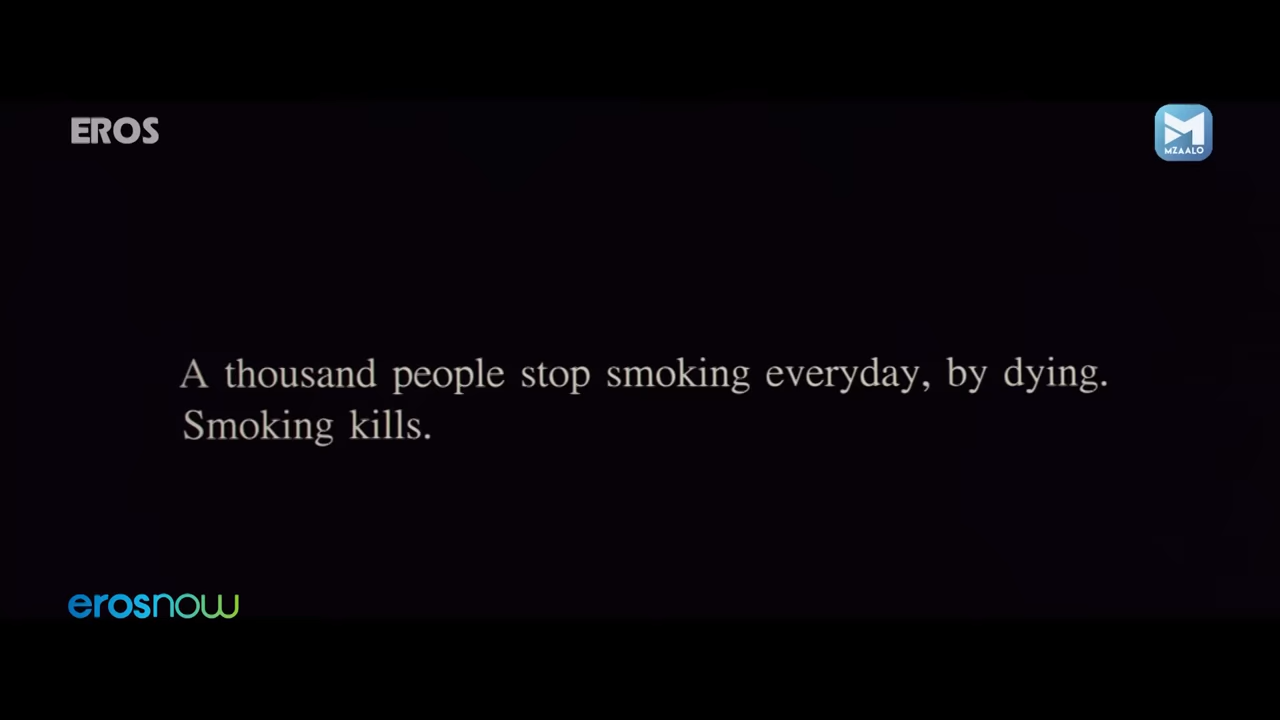 EROS
MZAALO
A thousand people stop smoking everyday, by dying.
Smoking kills.
erosnow